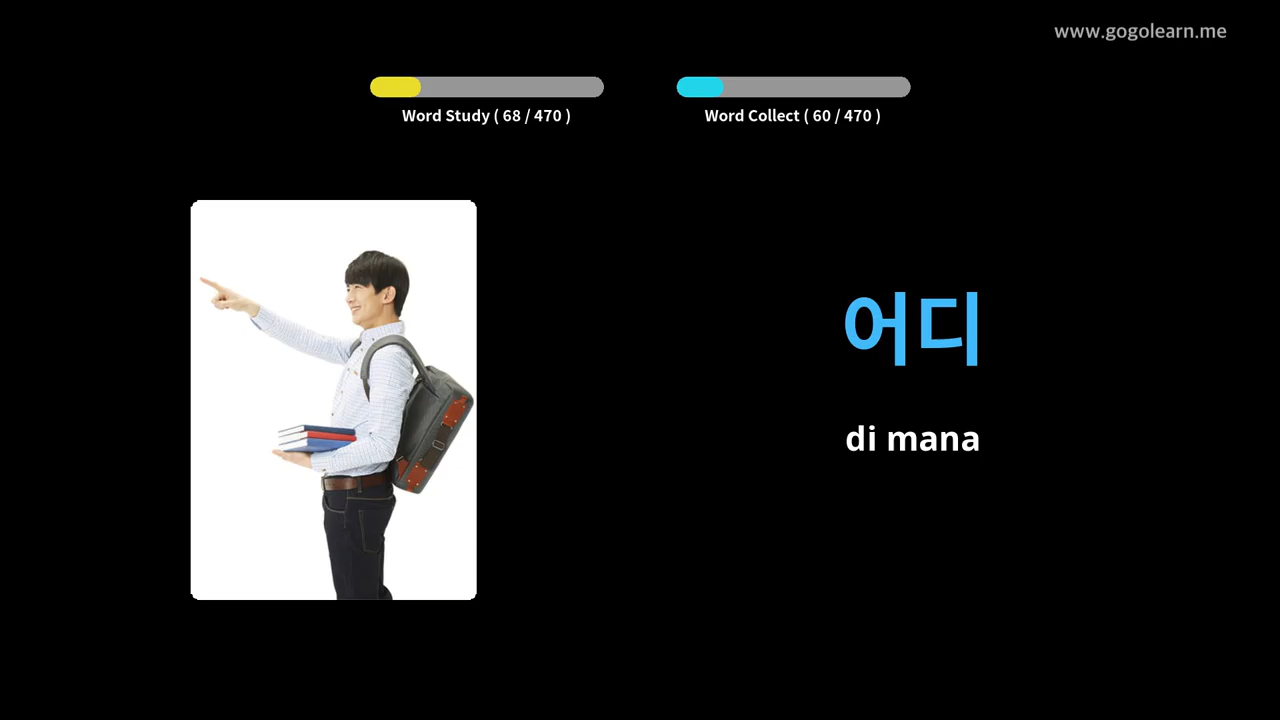 www.gogolearn.me
Word Study ( 68 / 470 )
Word Collect ( 60 / 470 )
어디
di mana